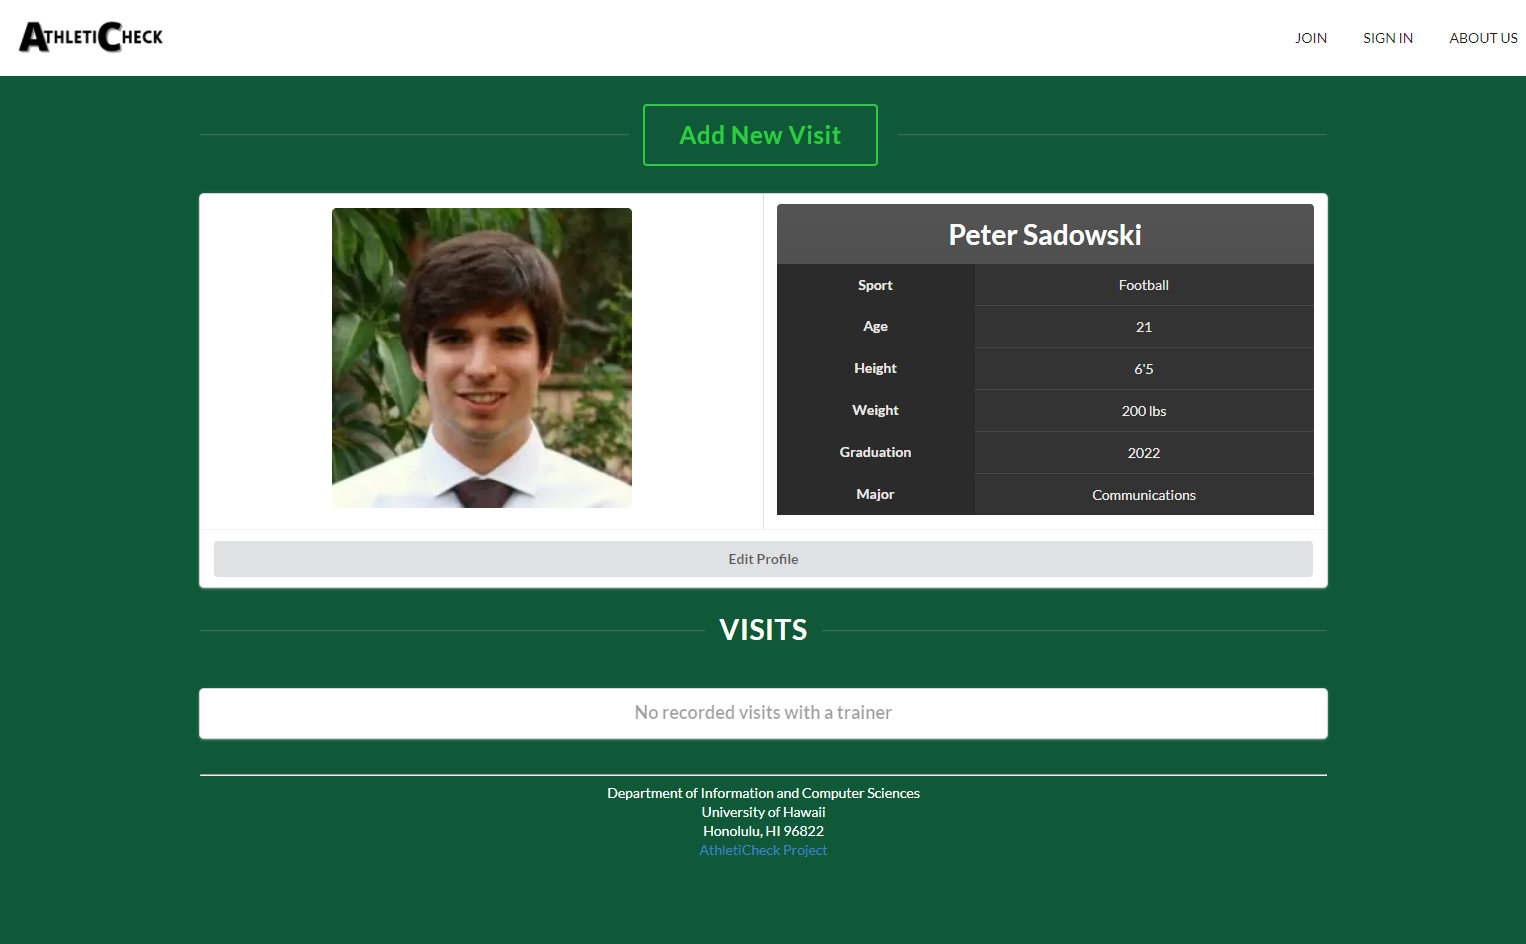 ATHLETICHECK
JOIN SIGN IN ABOUT US
Add New Visit
Peter Sadowski
Sport Football
Age 21
Height 6'5
Weight 200 lbs
Graduation 2022
Major Communications
Edit Profile
VISITS
No recorded visits with a trainer
Department of Information and Computer Sciences
University of Hawaii
Honolulu, HI 96822
AthletiCheck Project